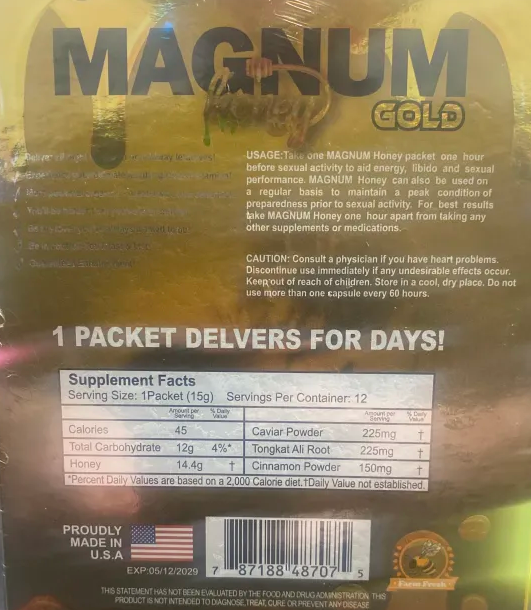 MAGNUM
Honey
GOLD
USAGE:Take one MAGNUM Honey packet one hour
before sexual activity to aid energy, libido and sexual
performance. MAGNUM Honey can also be used on
a regular basis to maintain a peak condition of
preparedness prior to sexual activity. For best results
take MAGNUM Honey one hour apart from taking any
other supplements or medications.
CAUTION: Consult a physician if you have heart problems.
Discontinue use immediately if any undesirable effects occur.
Keep out of reach of children. Store in a cool, dry place. Do not
use more than one capsule every 60 hours.
1 PACKET DELVERS FOR DAYS!
Supplement Facts
Serving Size: 1Packet (15g) Servings Per Container: 12
Amount per Serving % Daily Value Amount per Serving % Daily Value
Calories 45 Caviar Powder 225mg †
Total Carbohydrate 12g 4%* Tongkat Ali Root 225mg †
Honey 14.4g † Cinnamon Powder 150mg †
*Percent Daily Values are based on a 2,000 Calorie diet.†Daily Value not established.
PROUDLY
MADE IN
U.S.A
EXP:05/12/2029
7 87188 48707 5
Farm Fresh
THIS STATEMENT HAS NOT BEEN EVALUATED BY THE FOOD AND DRUG ADMINISTRATION. THIS
PRODUCT IS NOT INTENDED TO DIAGNOSE, TREAT, CURE OR PREVENT ANY DISEASE